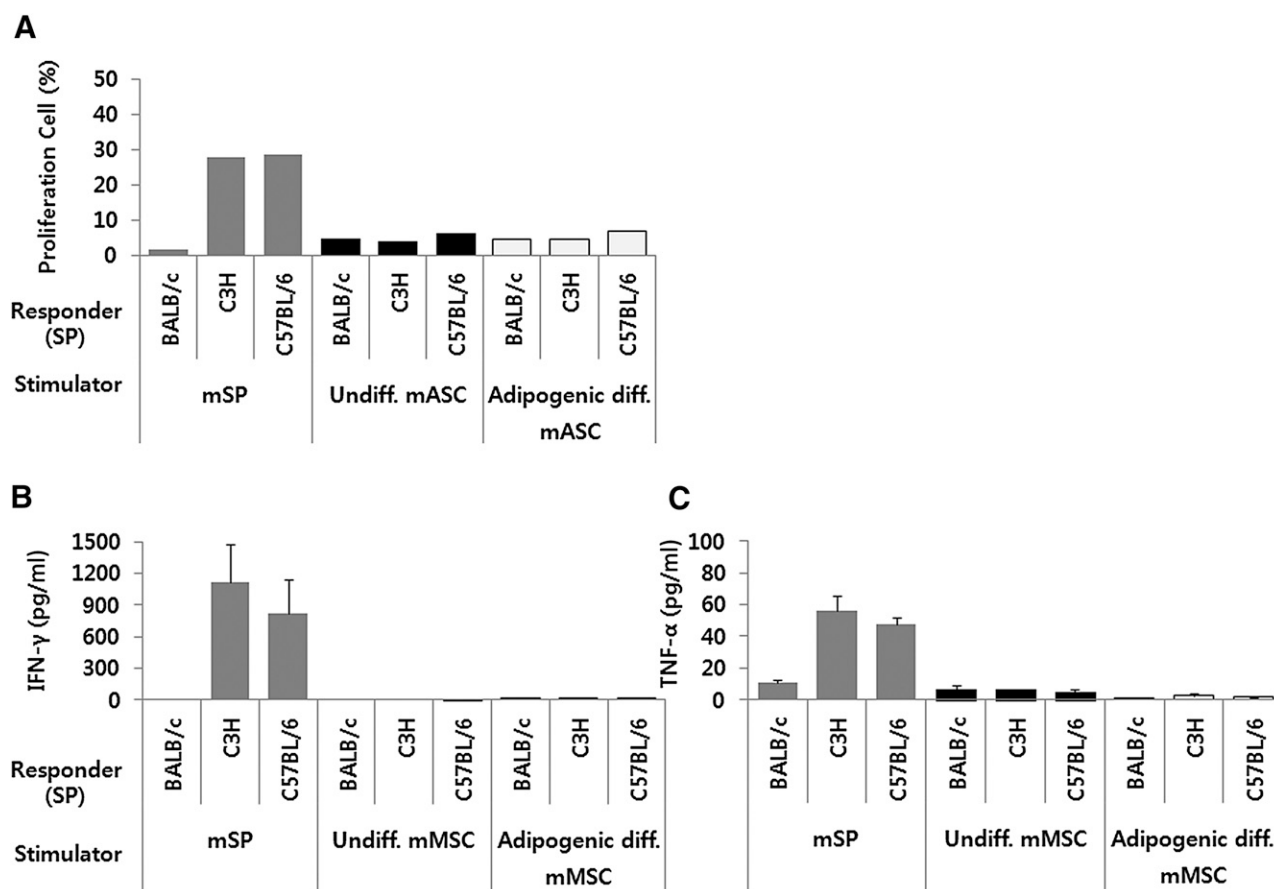 A
Proliferation Cell (%)
50
40
30
20
10
0
Responder
(SP)
BALB/c
C3H
C57BL/6
BALB/c
C3H
C57BL/6
BALB/c
C3H
C57BL/6
Stimulator
mSP
Undiff. mASC
Adipogenic diff.
mASC
B
IFN-γ (pg/ml)
1500
1200
900
600
300
0
Responder
(SP)
BALB/c
C3H
C57BL/6
BALB/c
C3H
C57BL/6
BALB/c
C3H
C57BL/6
Stimulator
mSP
Undiff. mMSC
Adipogenic diff.
mMSC
C
TNF-α (pg/ml)
100
80
60
40
20
0
BALB/c
C3H
C57BL/6
BALB/c
C3H
C57BL/6
BALB/c
C3H
C57BL/6
mSP
Undiff. mMSC
Adipogenic diff.
mMSC